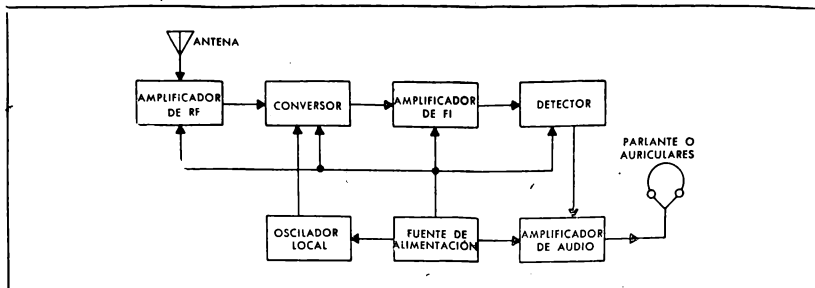 ANTENA
AMPLIFICADOR
DE RF
CONVERSOR
AMPLIFICADOR
DE FI
DETECTOR
PARLANTE O
AURICULARES
OSCILADOR
LOCAL
FUENTE DE
ALIMENTACIÓN
AMPLIFICADOR
DE AUDIO